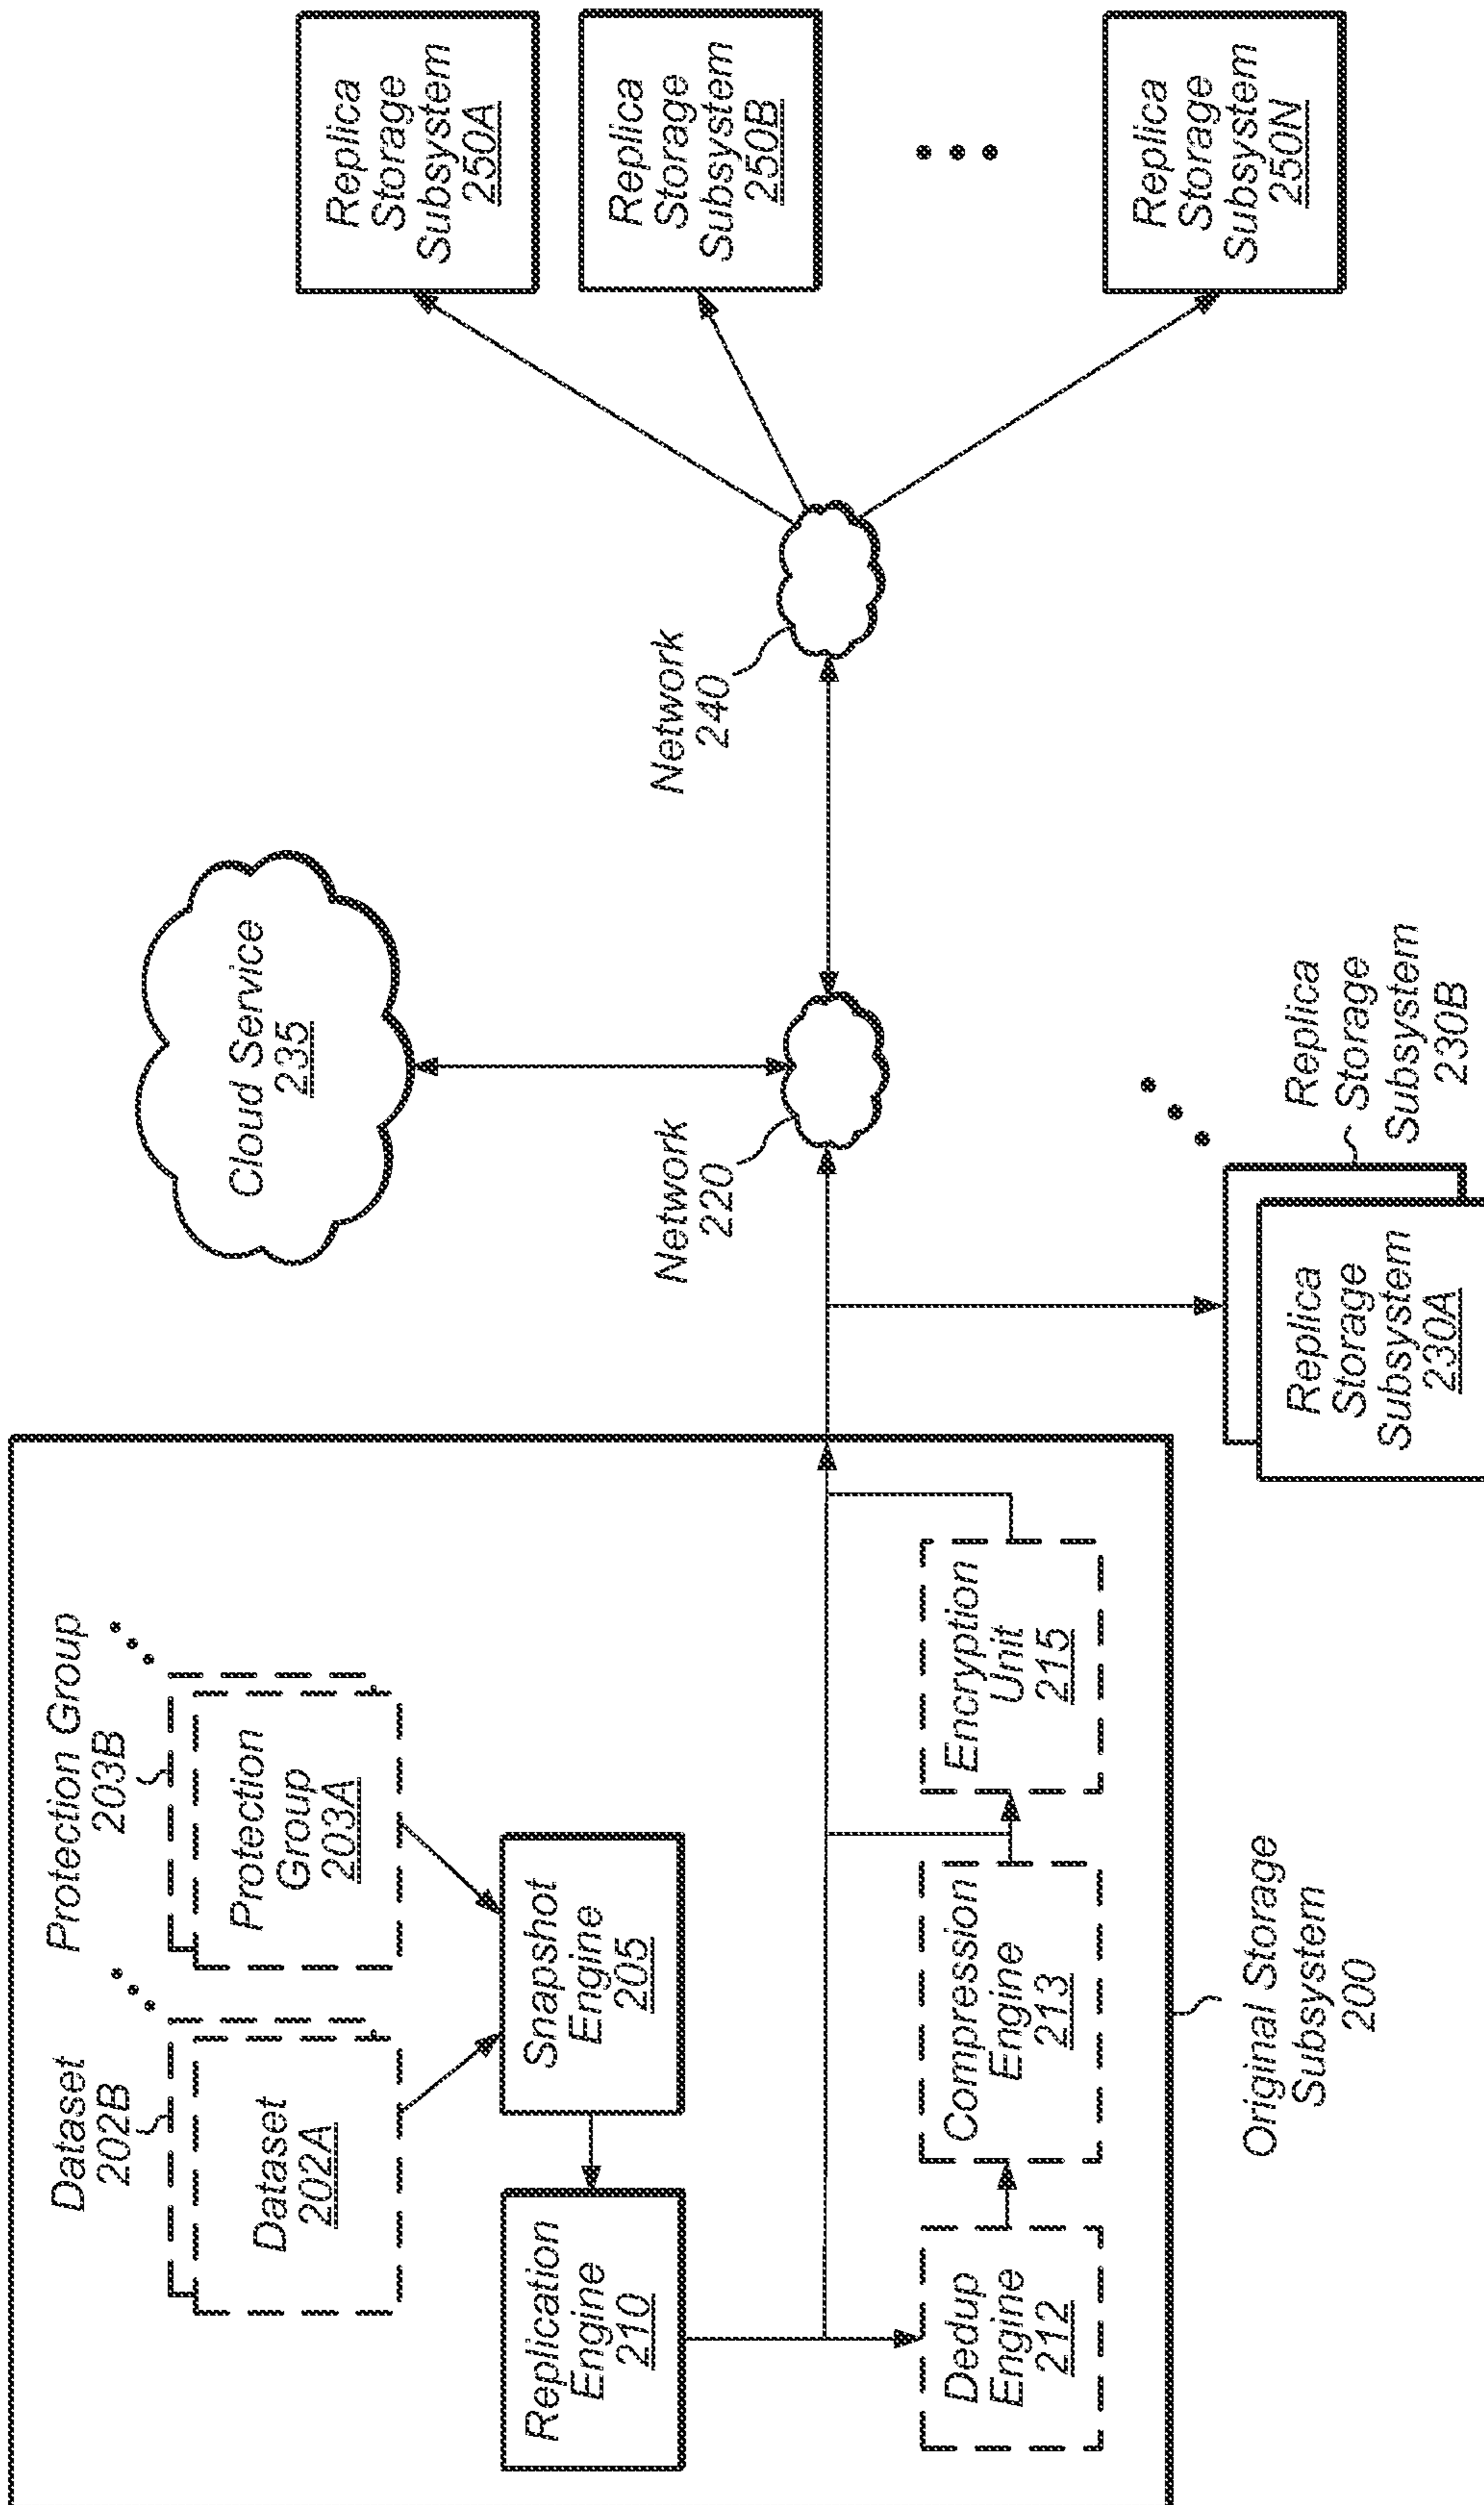 Dataset
202B
Protection Group
203B
Dataset
202A
Protection
Group
203A
Replication
Engine
210
Snapshot
Engine
205
Dedup
Engine
212
Compression
Engine
213
Encryption
Unit
215
Original Storage
Subsystem
200
Cloud Service
235
Network
220
Network
240
Replica
Storage
Subsystem
230A
Replica
Storage
Subsystem
230B
Replica
Storage
Subsystem
250A
Replica
Storage
Subsystem
250B
Replica
Storage
Subsystem
250N